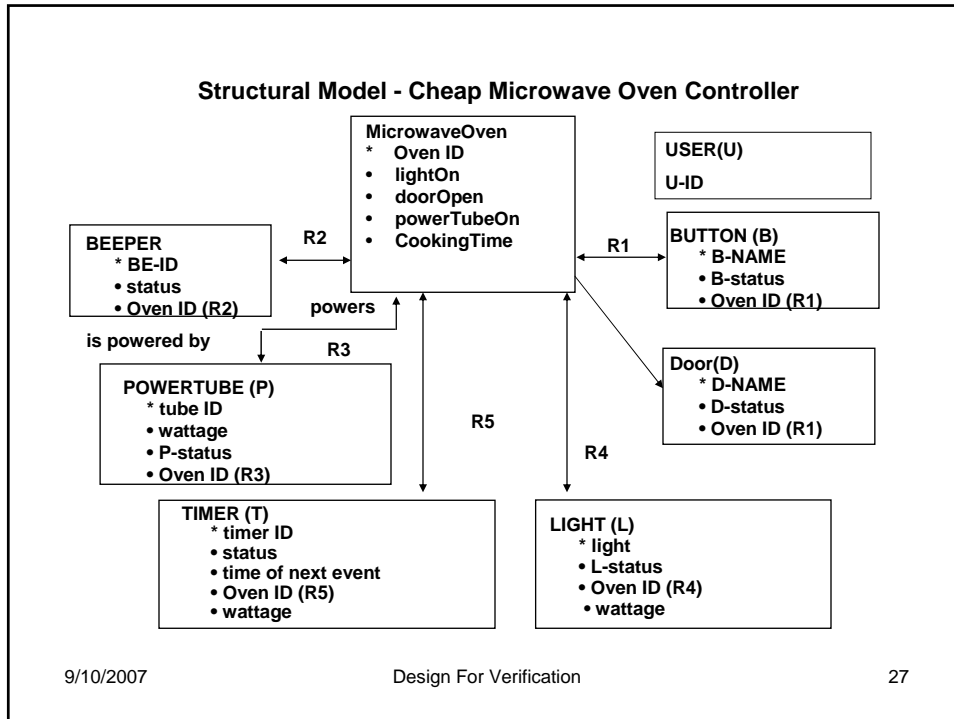 Structural Model - Cheap Microwave Oven Controller
MicrowaveOven
* Oven ID
• lightOn
• doorOpen
• powerTubeOn
• CookingTime
USER(U)
U-ID
R2
R1
BEEPER
* BE-ID
• status
• Oven ID (R2)
BUTTON (B)
* B-NAME
• B-status
• Oven ID (R1)
powers
is powered by
R3
Door(D)
* D-NAME
• D-status
• Oven ID (R1)
POWERTUBE (P)
* tube ID
• wattage
• P-status
• Oven ID (R3)
R5
R4
TIMER (T)
* timer ID
• status
• time of next event
• Oven ID (R5)
• wattage
LIGHT (L)
* light
• L-status
• Oven ID (R4)
• wattage
9/10/2007
Design For Verification
27